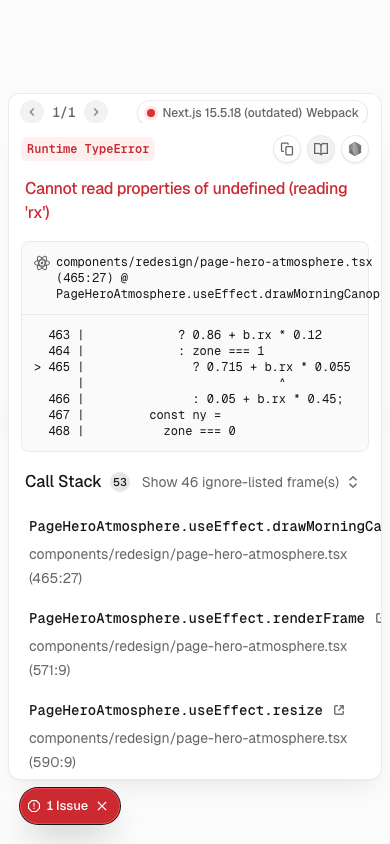 1/1
Next.js 15.5.18 (outdated) Webpack
Runtime TypeError
Cannot read properties of undefined (reading
'rx')
components/redesign/page-hero-atmosphere.tsx
(465:27) @
PageHeroAtmosphere.useEffect.drawMorningCanop
463 | ? 0.86 + b.rx * 0.12
464 | : zone === 1
> 465 | ? 0.715 + b.rx * 0.055
| ^
466 | : 0.05 + b.rx * 0.45;
467 | const ny =
468 | zone === 0
Call Stack 53 Show 46 ignore-listed frame(s)
PageHeroAtmosphere.useEffect.drawMorningCa
components/redesign/page-hero-atmosphere.tsx
(465:27)
PageHeroAtmosphere.useEffect.renderFrame
components/redesign/page-hero-atmosphere.tsx
(571:9)
PageHeroAtmosphere.useEffect.resize
components/redesign/page-hero-atmosphere.tsx
(590:9)
1 Issue